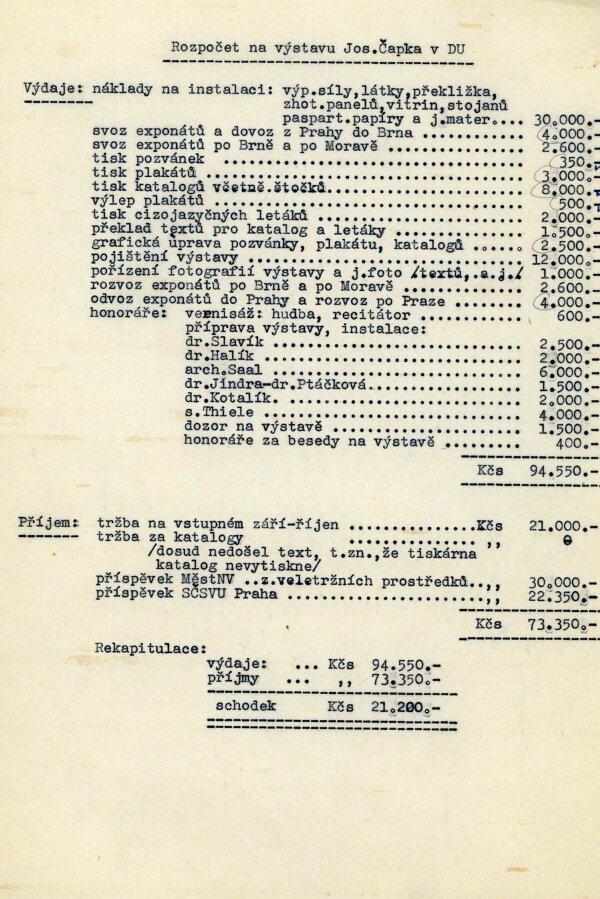 Rozpočet na výstavu Jos.Čapka v DU
Výdaje: náklady na instalaci: výp.síly,látky,překližka,
zhot.panelů,vitrin,stojanů
paspart.papíry a j.mater.... 30.000.-
svoz exponátů a dovoz z Prahy do Brna ............. 4.000.-
svoz exponátů po Brně a po Moravě ................. 2.600.-
tisk pozvánek ..................................... 350.-
tisk plakátů ...................................... 3.000.-
tisk katalogů včetně.štočků........................ 8.000.-
výlep plakátů ..................................... 500.-
tisk cizojazyčných letáků ......................... 2.000.-
překlad textů pro katalog a letáky ................ 1.500.-
grafická úprava pozvánky, plakátu, katalogů ...... 2.500.-
pojištění výstavy ................................. 12.000.-
pořízení fotografií výstavy a j.foto /textů, a.j./ 1.000.-
rozvoz exponátů po Brně a po Moravě ............... 2.600.-
odvoz exponátů do Prahy a rozvoz po Praze ........ 4.000.-
honoráře: vernisáž: hudba, recitátor ............. 600.-
příprava výstavy, instalace:
dr.Slavík ............................... 2.500.-
dr.Halík ................................ 2.000.-
arch.Saal ............................... 6.000.-
dr.Jindra-dr.Ptáčková.................... 1.500.-
dr.Kotalík. ............................. 2.000.-
s.Thiele ................................ 4.000.-
dozor na výstavě ........................ 1.500.-
honoráře za besedy na výstavě ......... 400.-
Kčs 94.550.-
Příjem: tržba na vstupném září-říjen ...............Kčs 21.000.-
tržba za katalogy ............... ,, 0
/dosud nedošel text, t.zn.,že tiskárna
katalog nevytiskne/
příspěvek MěstNV ..z.veletržních prostředků..,, 30.000.-
příspěvek SČSVU Praha .......................,, 22.350.-
Kčs 73.350.-
Rekapitulace:
výdaje: ... Kčs 94.550.-
příjmy ... ,, 73.350.-
schodek Kčs 21.200.-